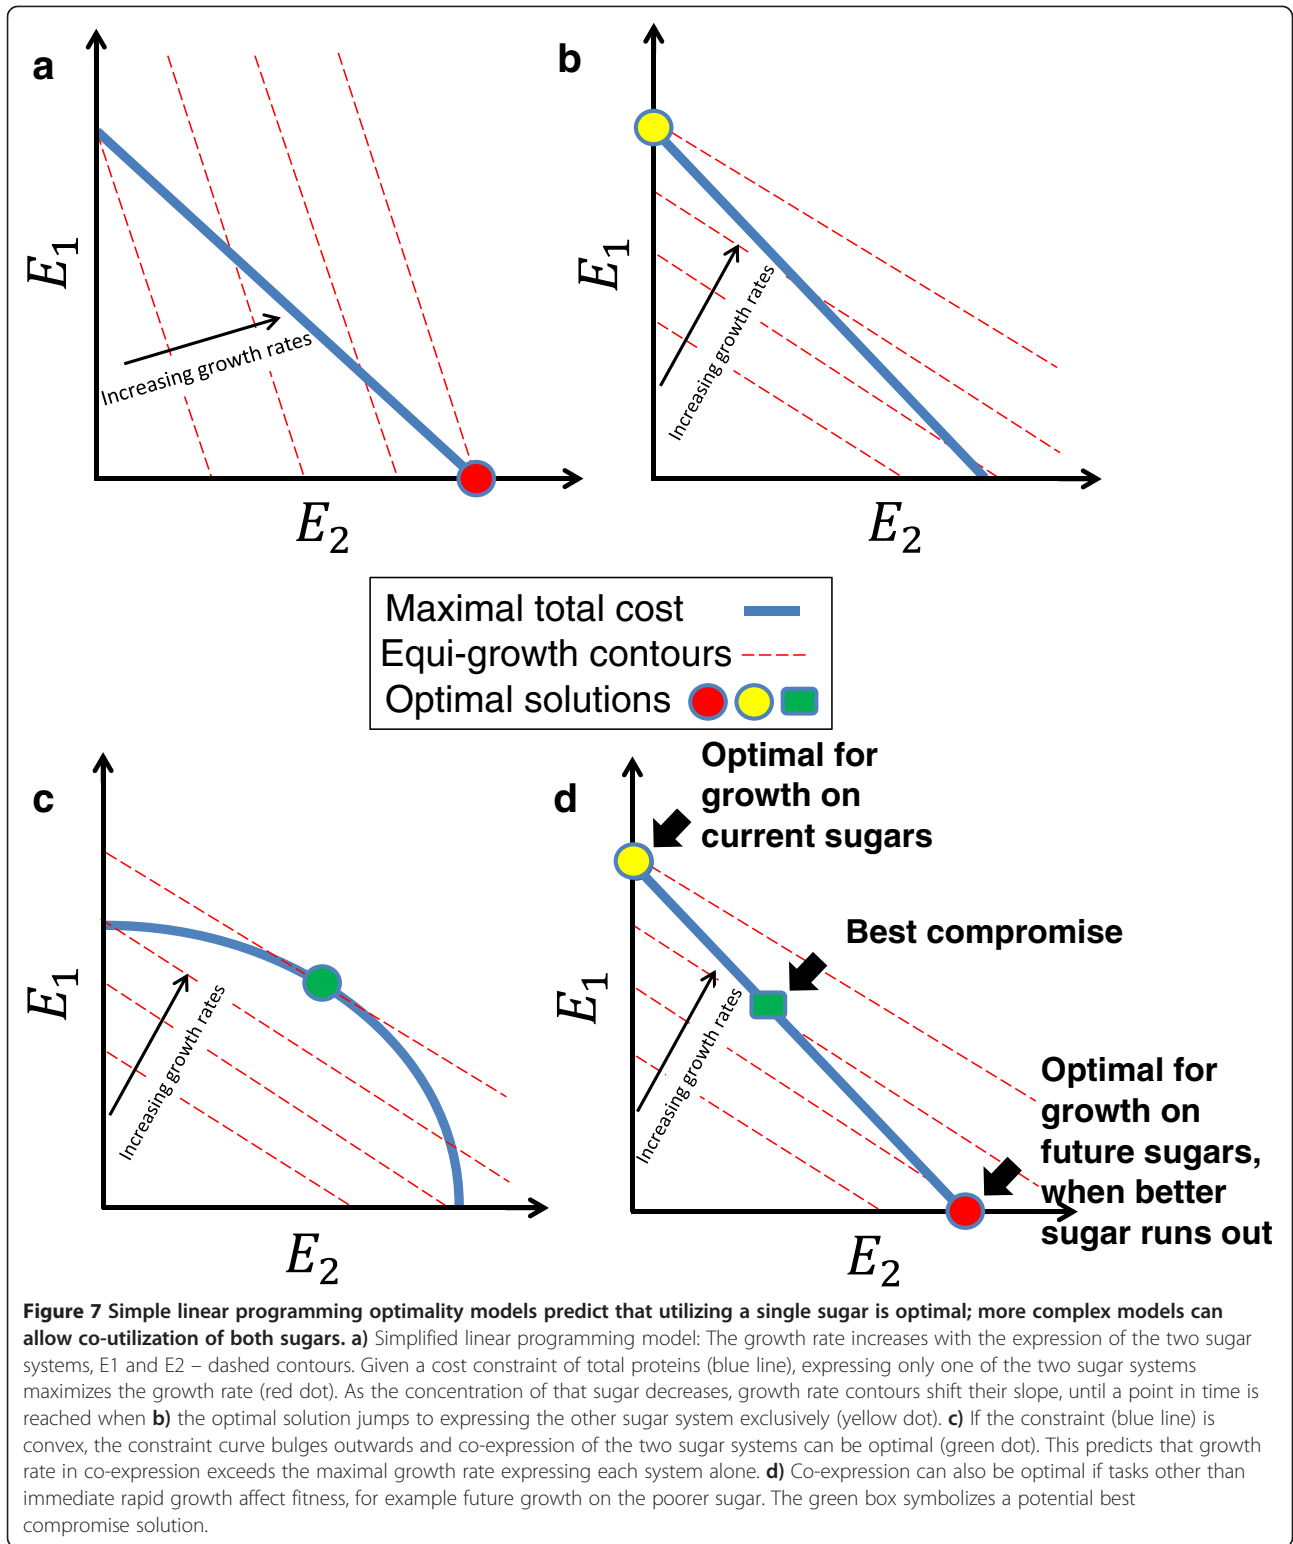 a
E1
Increasing growth rates
E2
b
E1
Increasing growth rates
E2
Maximal total cost
Equi-growth contours
Optimal solutions
c
E1
Increasing growth rates
E2
d
Optimal for
growth on
current sugars
Best compromise
E1
Increasing growth rates
Optimal for
growth on
future sugars,
when better
sugar runs out
E2
Figure 7 Simple linear programming optimality models predict that utilizing a single sugar is optimal; more complex models can
allow co-utilization of both sugars. a) Simplified linear programming model: The growth rate increases with the expression of the two sugar
systems, E1 and E2 – dashed contours. Given a cost constraint of total proteins (blue line), expressing only one of the two sugar systems
maximizes the growth rate (red dot). As the concentration of that sugar decreases, growth rate contours shift their slope, until a point in time is
reached when b) the optimal solution jumps to expressing the other sugar system exclusively (yellow dot). c) If the constraint (blue line) is
convex, the constraint curve bulges outwards and co-expression of the two sugar systems can be optimal (green dot). This predicts that growth
rate in co-expression exceeds the maximal growth rate expressing each system alone. d) Co-expression can also be optimal if tasks other than
immediate rapid growth affect fitness, for example future growth on the poorer sugar. The green box symbolizes a potential best
compromise solution.